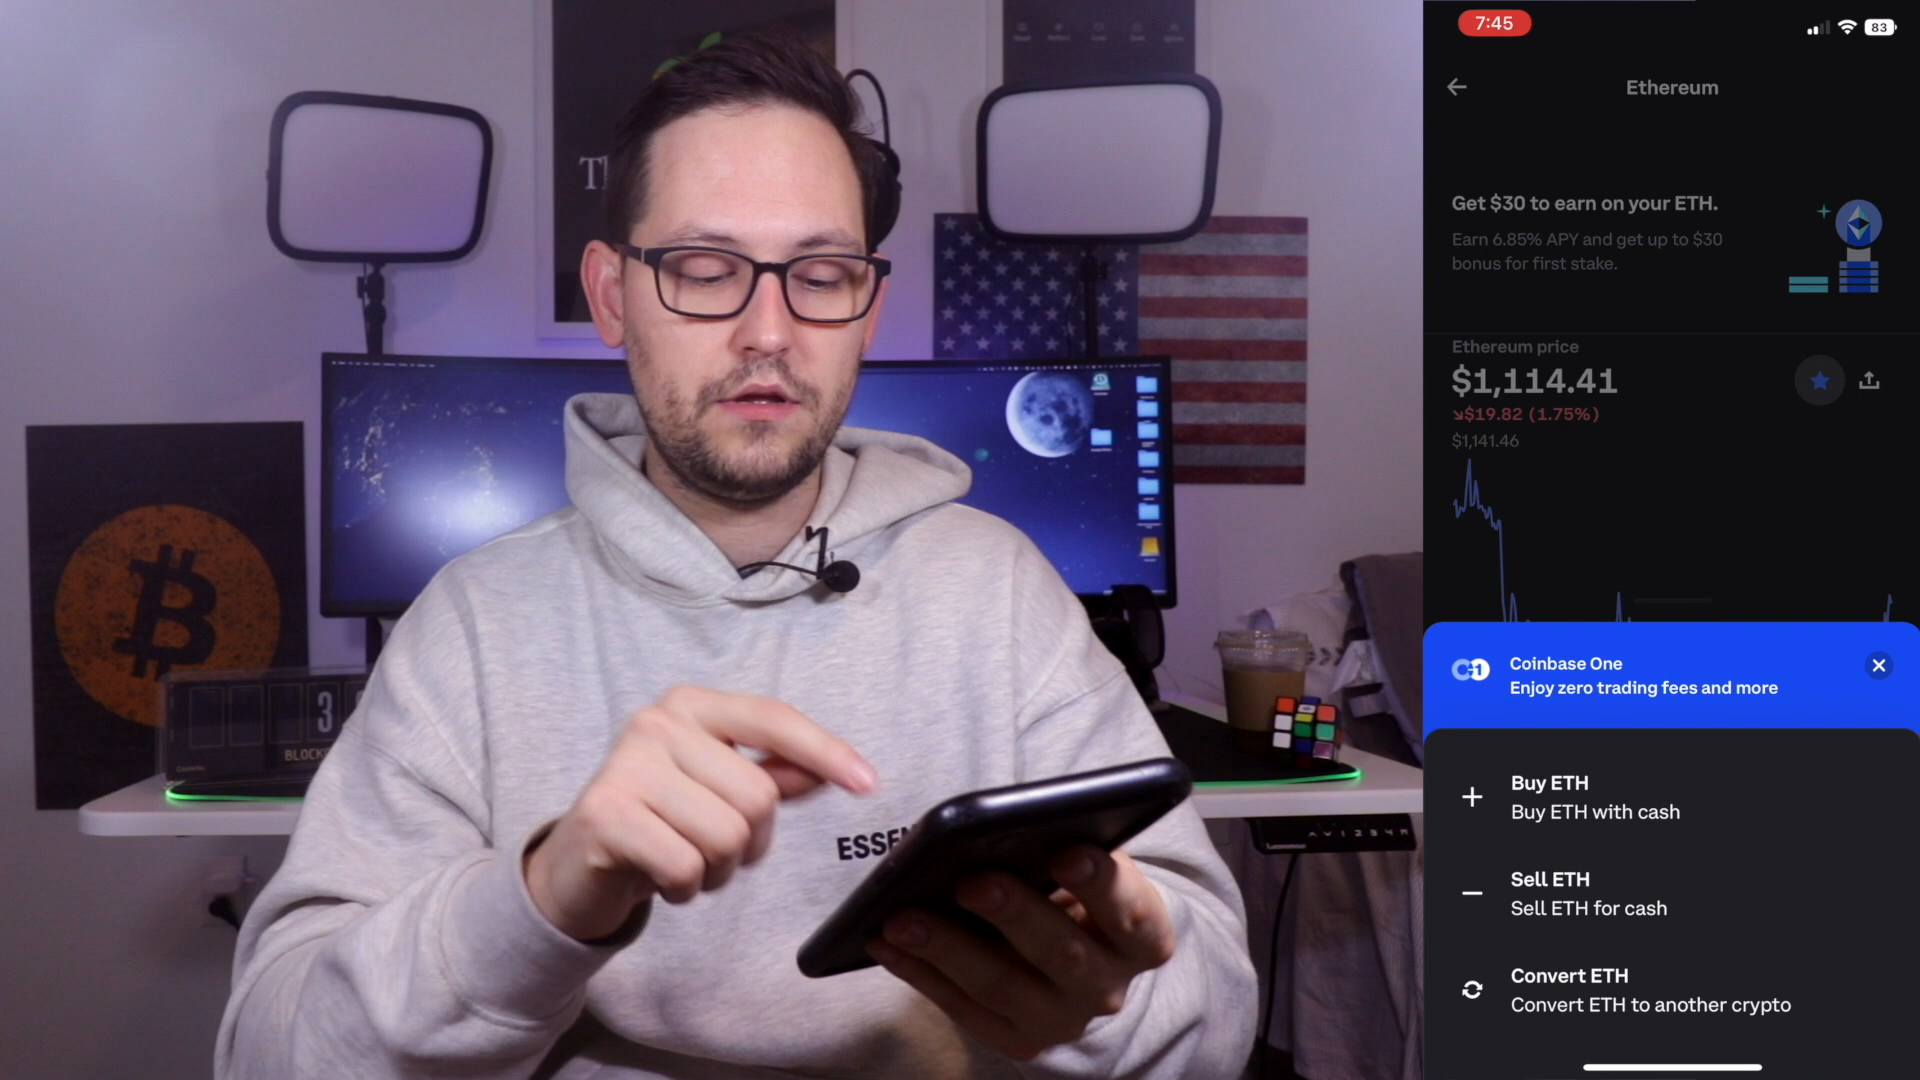 Th
3
BLOCK
ESSEN
7:45
83
Ethereum
Get $30 to earn on your ETH.
Earn 6.85% APY and get up to $30
bonus for first stake.
Ethereum price
$1,114.41
↘$19.82 (1.75%)
$1,141.46
Coinbase One
Enjoy zero trading fees and more
Buy ETH
Buy ETH with cash
Sell ETH
Sell ETH for cash
Convert ETH
Convert ETH to another crypto